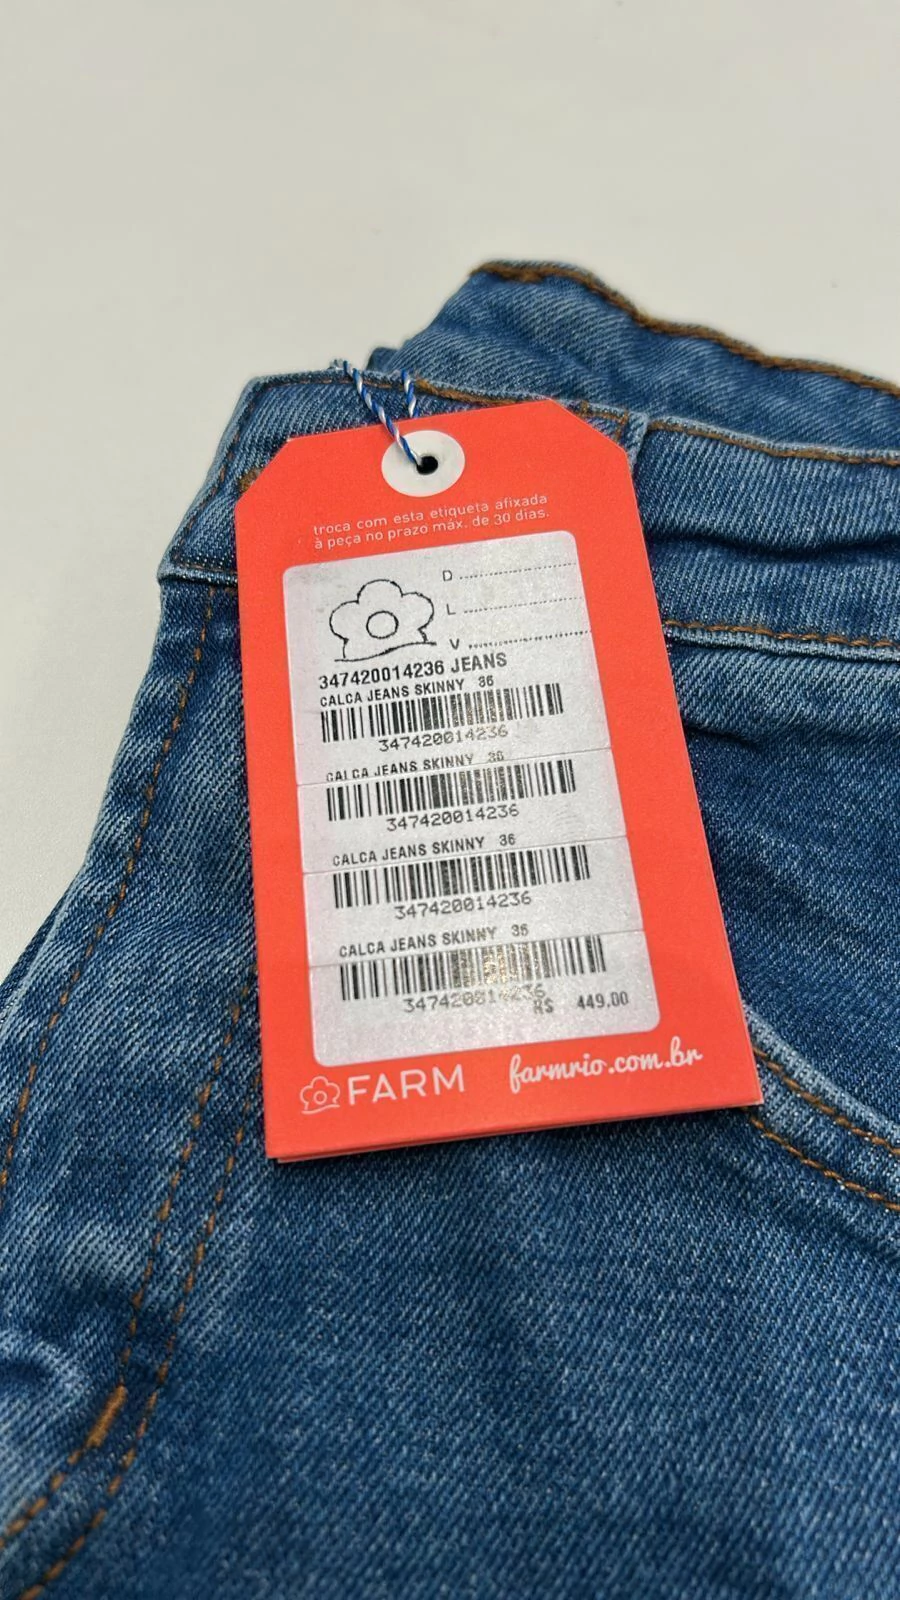 troca com esta etiqueta afixada
à peça no prazo máx. de 30 dias.
D
L
V
347420014236 JEANS
CALCA JEANS SKINNY 36
347420014236
CALCA JEANS SKINNY 36
347420014236
CALCA JEANS SKINNY 36
347420014236
CALCA JEANS SKINNY 36
347420014236
R$ 449.00
FARM farmrio.com.br